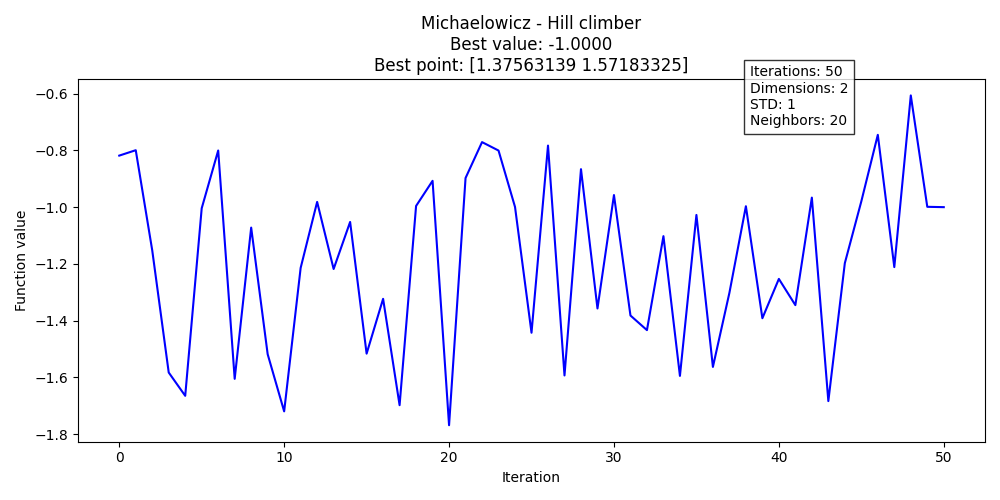 Michaelowicz - Hill climber
Best value: -1.0000
Best point: [1.37563139 1.57183325]
Iterations: 50
Dimensions: 2
STD: 1
Neighbors: 20
Function value
−0.6
−0.8
−1.0
−1.2
−1.4
−1.6
−1.8
0 10 20 30 40 50
Iteration